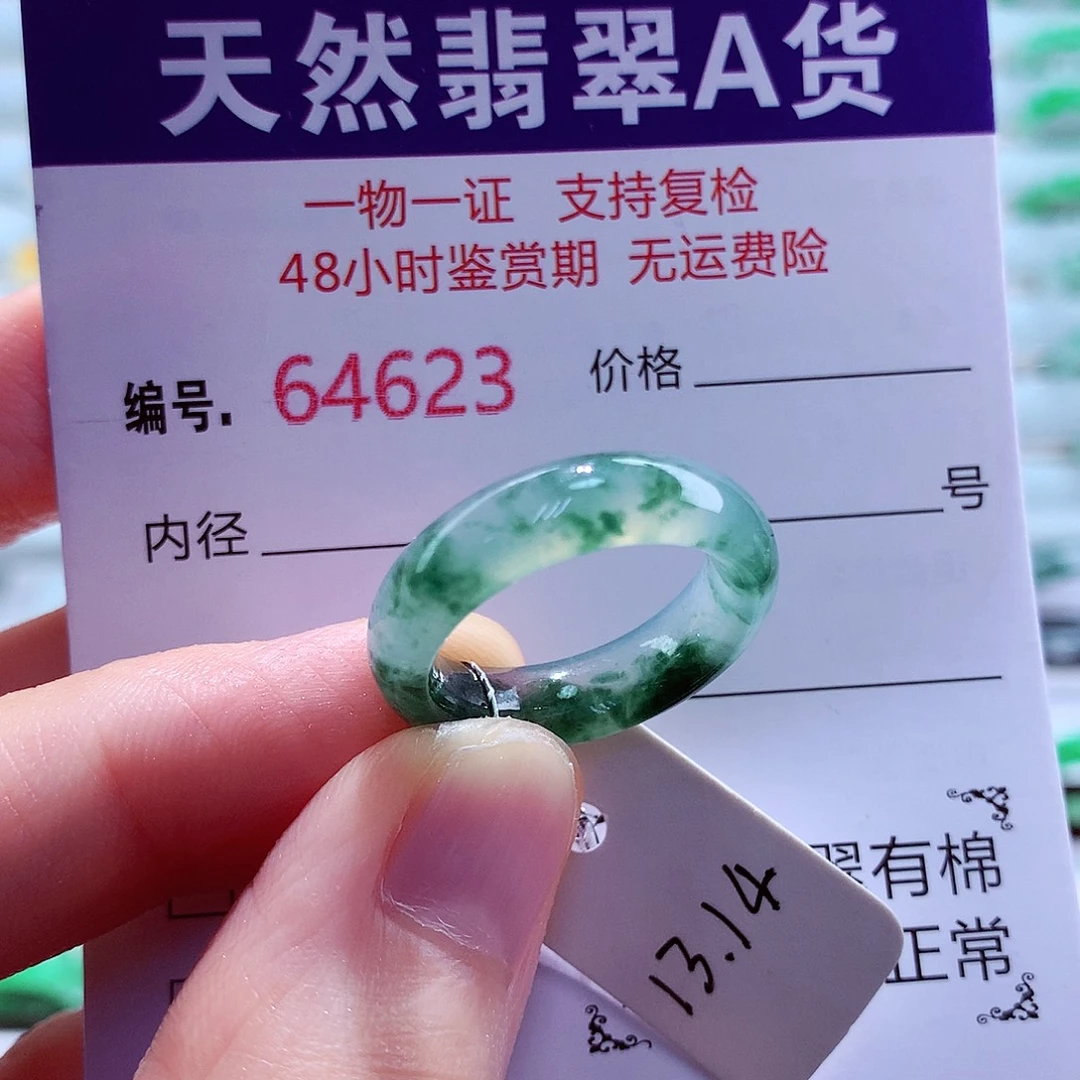 天然翡翠A货
一物一证 支持复检
48小时鉴赏期 无运费险
编号. 64623 价格
内径 号
13.14
翠有棉
正常